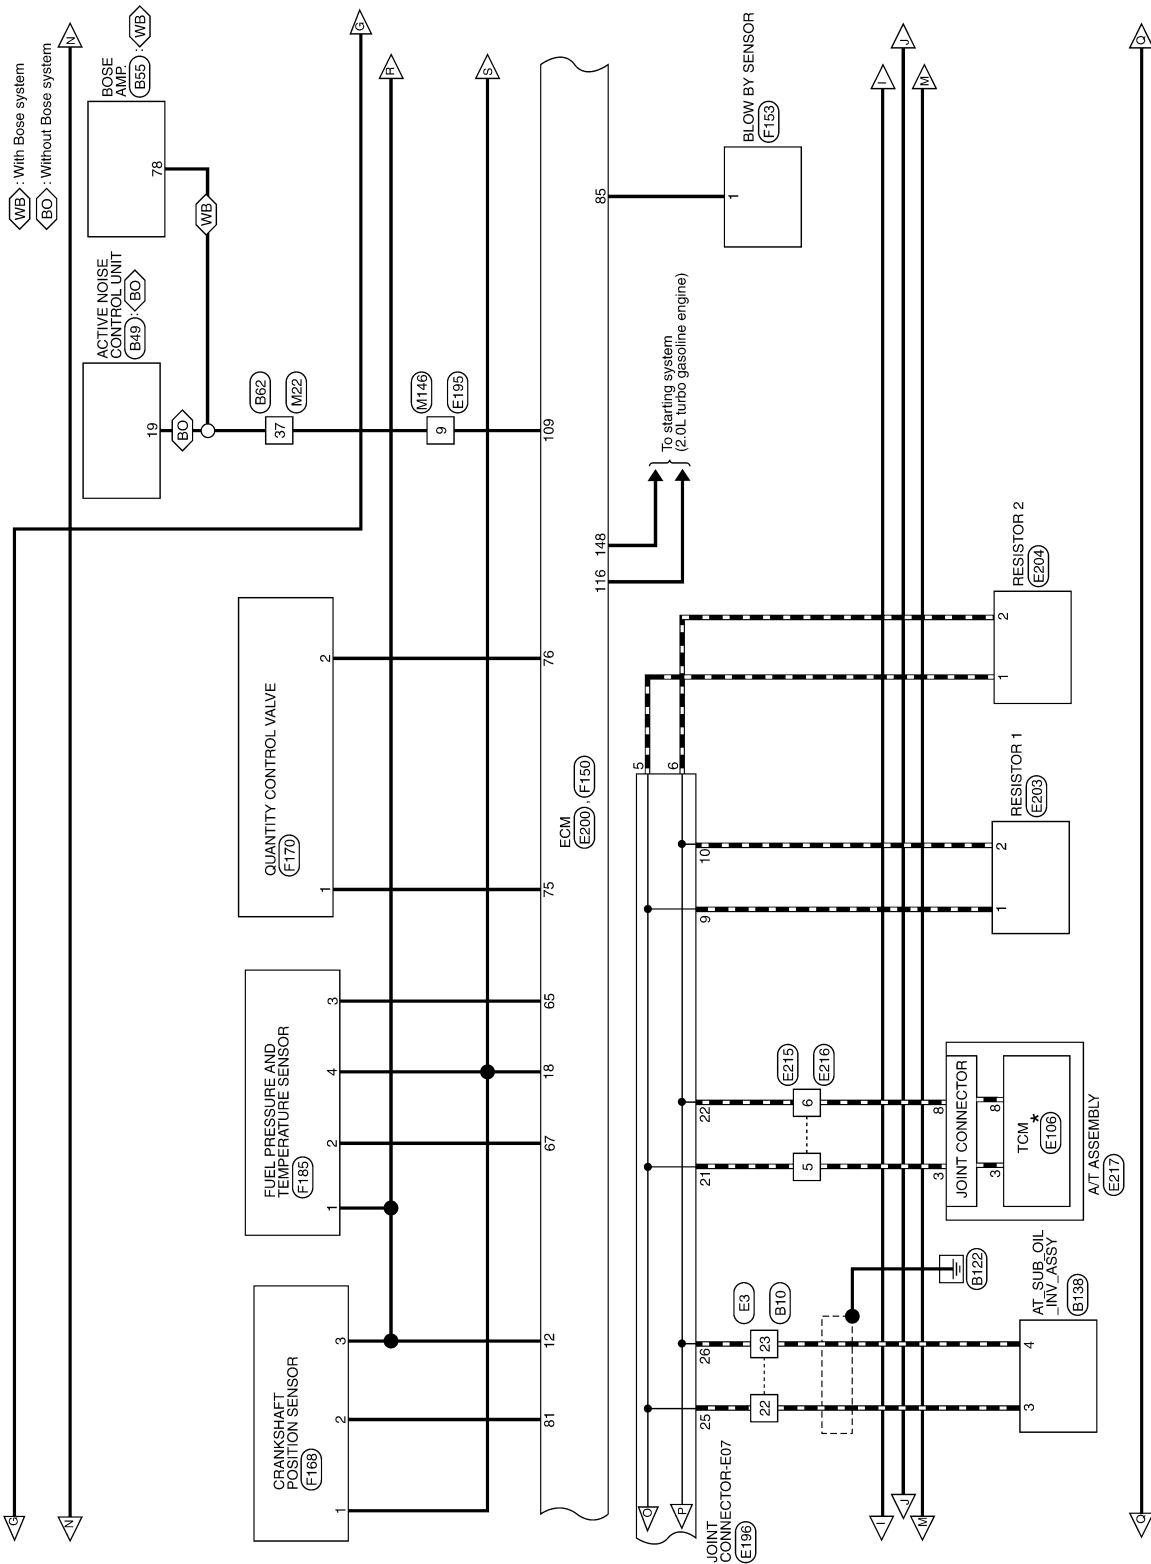 WB : With Bose system
BO : Without Bose system
G
N
G
N
R
S
BOSE
AMP.
B55 : WB
78
WB
ACTIVE NOISE
CONTROL UNIT
B49 : BO
19
BO
37
B62
M22
9
M146
E195
109
QUANTITY CONTROL VALVE
F170
1
2
75
76
FUEL PRESSURE AND
TEMPERATURE SENSOR
F185
1
2
4
3
67
18
65
CRANKSHAFT
POSITION SENSOR
F168
1
2
3
81
12
ECM
E200 , F150
116
148
To starting system
(2.0L turbo gasoline engine)
85
BLOW BY SENSOR
F153
1
JOINT
CONNECTOR-E07
E196
O
P
25
26
21
22
9
10
5
6
22
23
E3
B10
5
6
E215
E216
B122
AT_SUB_OIL
_INV_ASSY
B138
3
4
JOINT CONNECTOR
3
8
3
8
TCM*
E106
A/T ASSEMBLY
E217
RESISTOR 1
E203
1
2
RESISTOR 2
E204
1
2
I
J
M
I
J
M
Q
Q